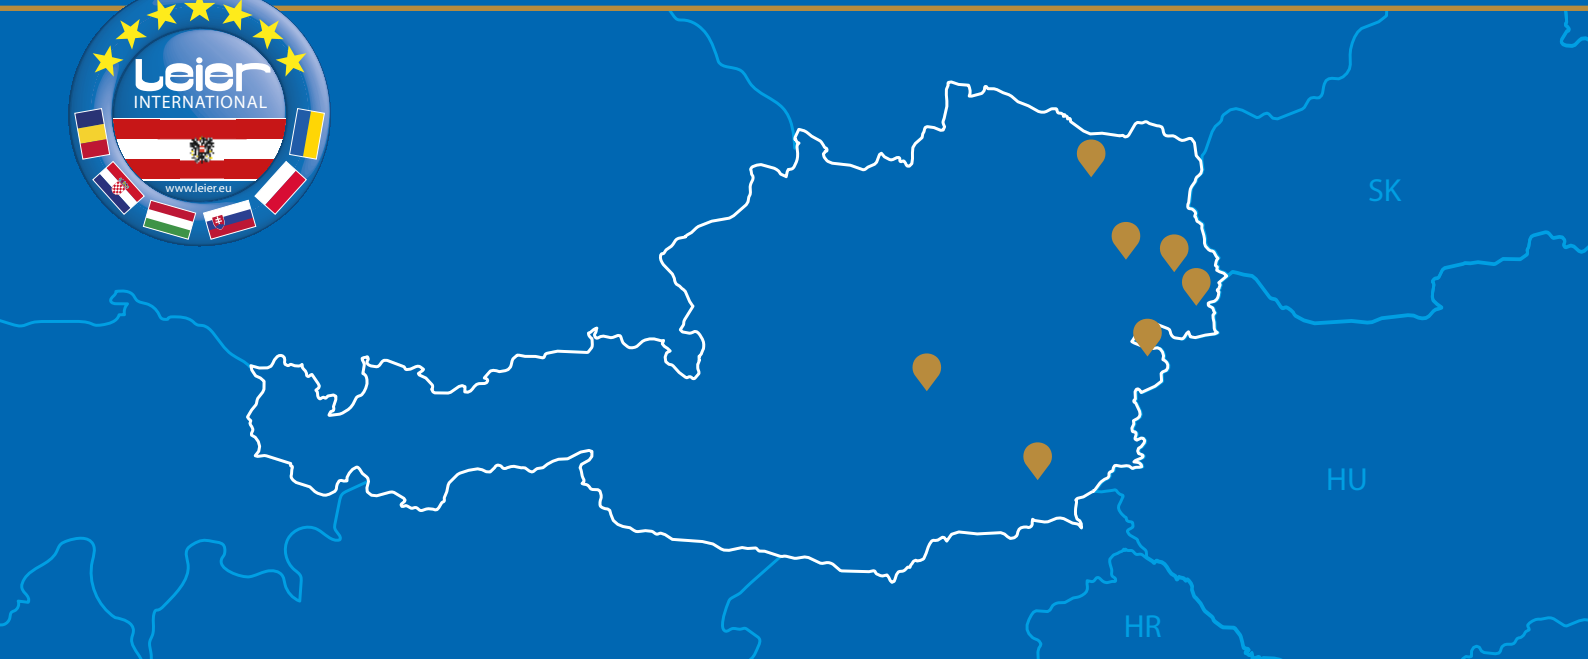 Leier
INTERNATIONAL
www.leier.eu
SK
HU
HR